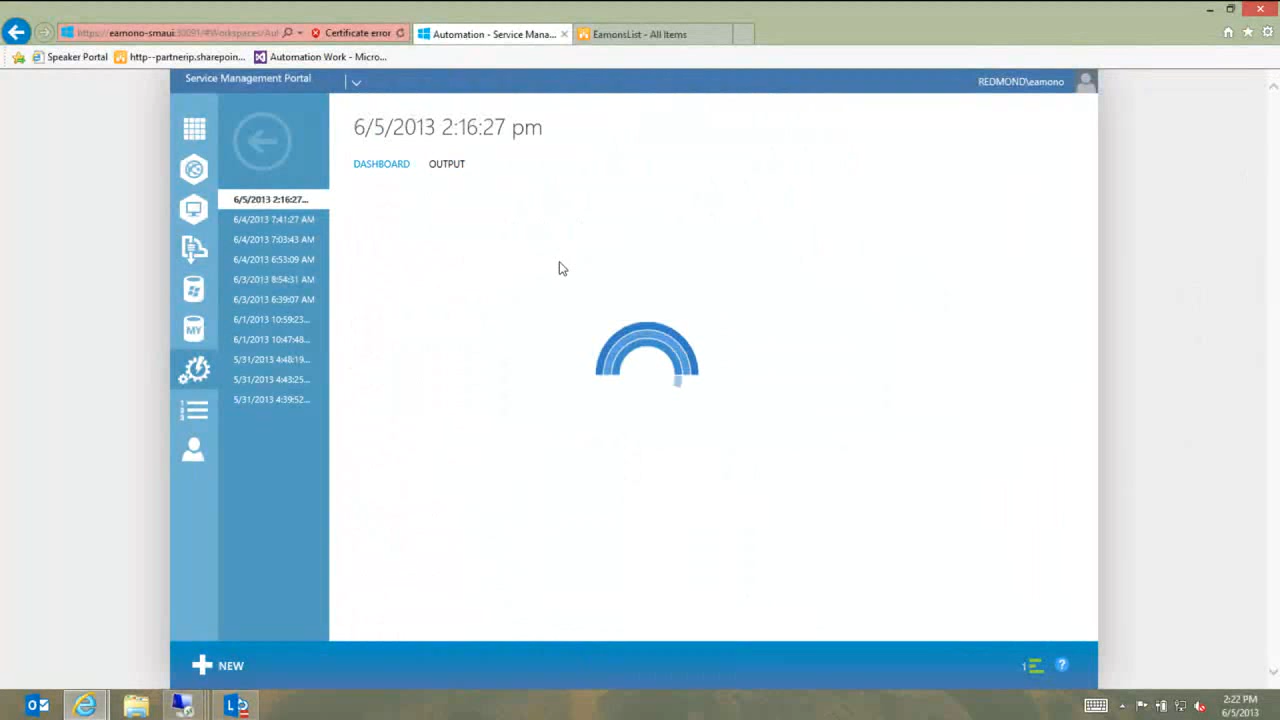 https://eamono-smaui:30091/#Workspaces/Aut
Certificate error
Automation - Service Mana...
EamonsList - All Items
Speaker Portal
http--partnerip.sharepoin...
Automation Work - Micro...
Service Management Portal
REDMOND\eamono
6/5/2013 2:16:27 pm
DASHBOARD
OUTPUT
6/5/2013 2:16:27...
6/4/2013 7:41:27 AM
6/4/2013 7:03:43 AM
6/4/2013 6:53:09 AM
6/3/2013 8:54:31 AM
6/3/2013 6:39:07 AM
6/1/2013 10:59:23...
6/1/2013 10:47:48...
5/31/2013 4:48:19...
5/31/2013 4:43:25...
5/31/2013 4:39:52...
MY
NEW
1
2:22 PM
6/5/2013